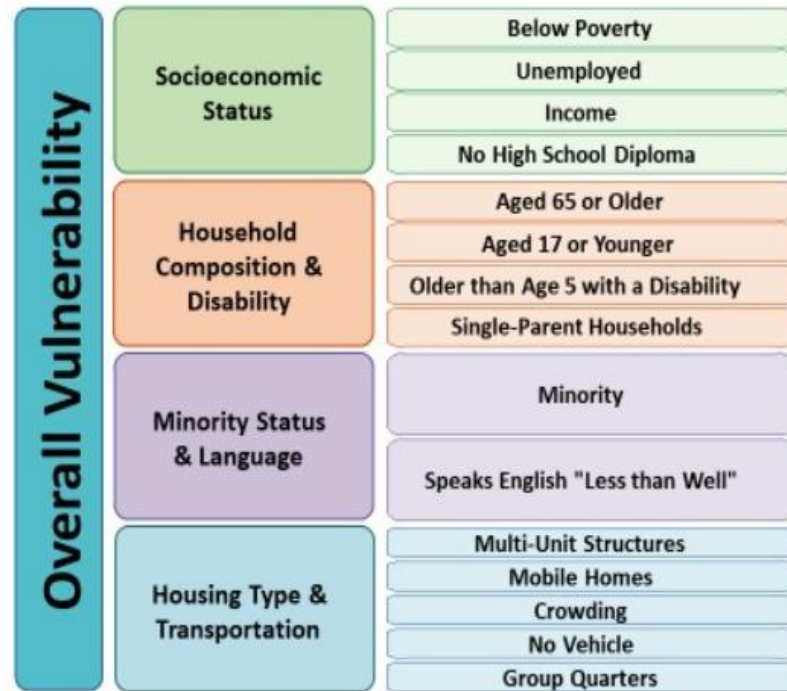 Overall Vulnerability
Socioeconomic
Status
Below Poverty
Unemployed
Income
No High School Diploma
Household
Composition &
Disability
Aged 65 or Older
Aged 17 or Younger
Older than Age 5 with a Disability
Single-Parent Households
Minority Status
& Language
Minority
Speaks English "Less than Well"
Housing Type &
Transportation
Multi-Unit Structures
Mobile Homes
Crowding
No Vehicle
Group Quarters